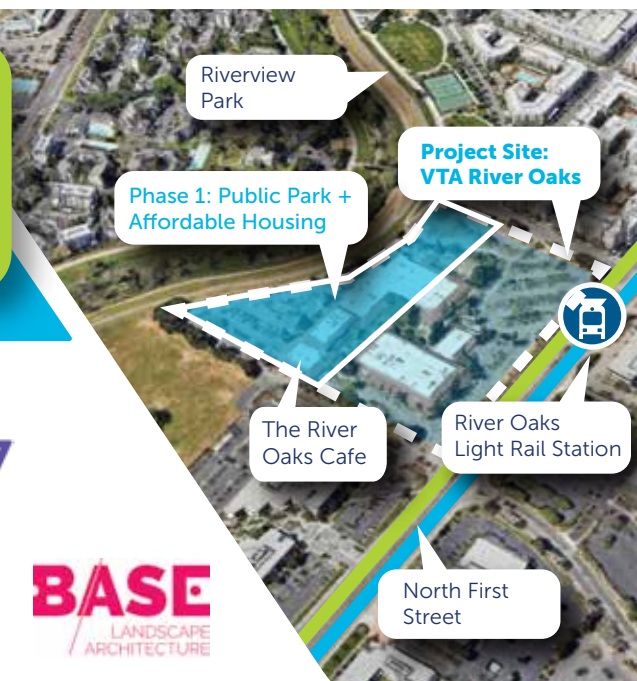 Riverview
Park
Project Site:
VTA River Oaks
Phase 1: Public Park +
Affordable Housing
The River
Oaks Cafe
River Oaks
Light Rail Station
North First
Street
BASE
LANDSCAPE
ARCHITECTURE